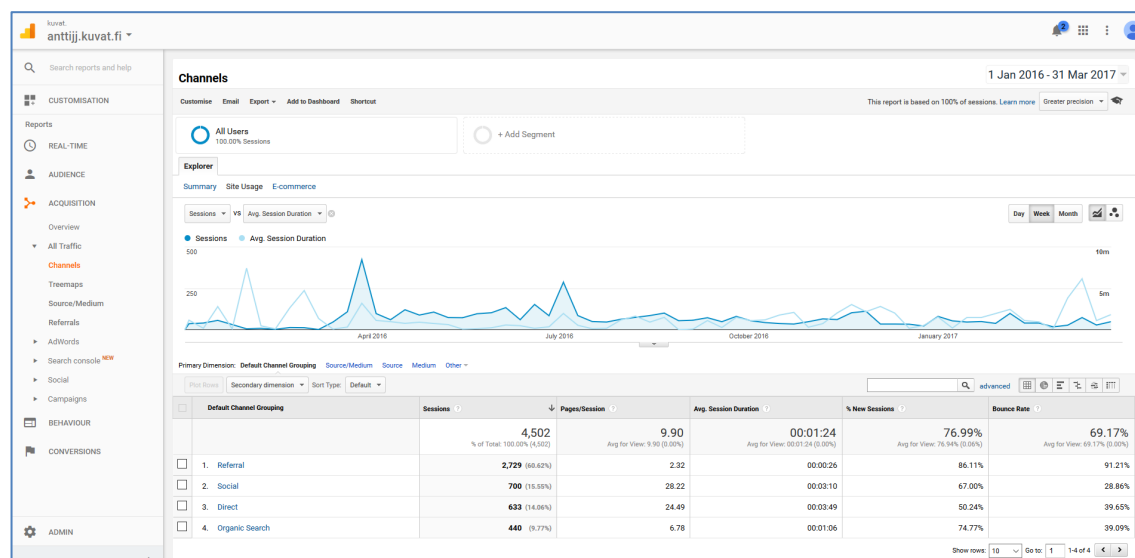 kuvat.
anttijj.kuvat.fi
2
Search reports and help
CUSTOMISATION
Reports
REAL-TIME
AUDIENCE
ACQUISITION
Overview
All Traffic
Channels
Treemaps
Source/Medium
Referrals
AdWords
Search console NEW
Social
Campaigns
BEHAVIOUR
CONVERSIONS
ADMIN
Channels
1 Jan 2016 - 31 Mar 2017
Customise Email Export Add to Dashboard Shortcut
This report is based on 100% of sessions. Learn more Greater precision
All Users
100.00% Sessions
+ Add Segment
Explorer
Summary Site Usage E-commerce
Sessions VS Avg. Session Duration
Day Week Month
Sessions Avg. Session Duration
500 10m
250 5m
April 2016 July 2016 October 2016 January 2017
Primary Dimension: Default Channel Grouping Source/Medium Source Medium Other
Plot Rows Secondary dimension Sort Type: Default advanced
Default Channel Grouping Sessions ? Pages/Session ? Avg. Session Duration ? % New Sessions ? Bounce Rate ?
4,502 9.90 00:01:24 76.99% 69.17%
% of Total: 100.00% (4,502) Avg for View: 9.90 (0.00%) Avg for View: 00:01:24 (0.00%) Avg for View: 76.94% (0.06%) Avg for View: 69.17% (0.00%)
1. Referral 2,729 (60.62%) 2.32 00:00:26 86.11% 91.21%
2. Social 700 (15.55%) 28.22 00:03:10 67.00% 28.86%
3. Direct 633 (14.06%) 24.49 00:03:49 50.24% 39.65%
4. Organic Search 440 (9.77%) 6.78 00:01:06 74.77% 39.09%
Show rows: 10 Go to: 1 1-4 of 4